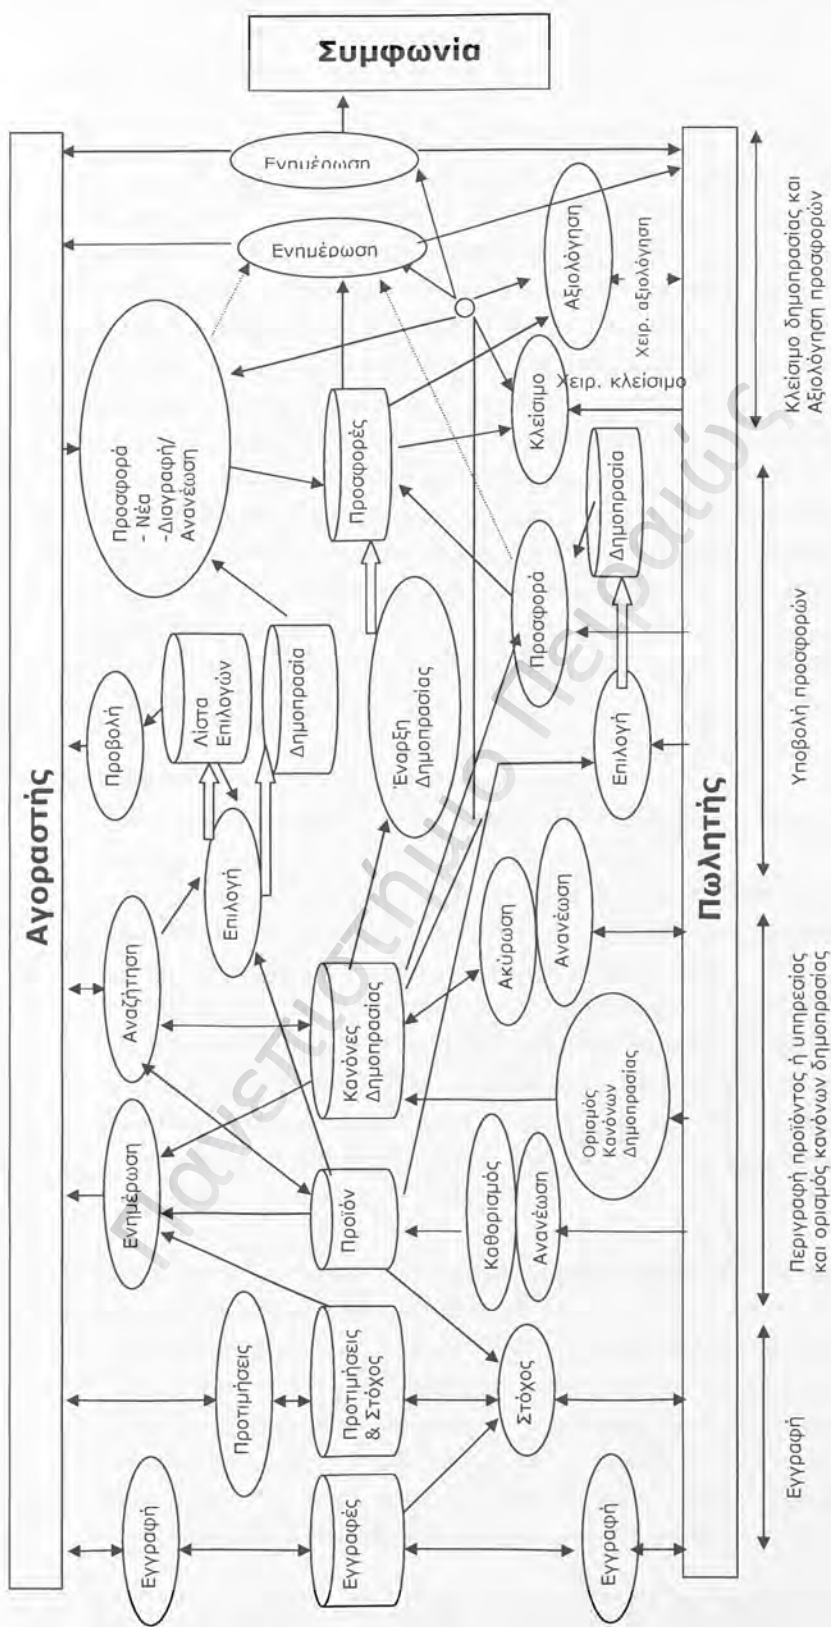 Συμφωνία
Αγοραστής
Εγγραφή
Προτιμήσεις
Ενημέρωση
Αναζήτηση
Επιλογή
Προβολή
Λίστα
Επιλογών
Δημοπρασία
Προσφορά
- Νέα
-Διαγραφή/
Ανανέωση
Ενημέρωση
Ενημέρωση
Εγγραφές
Προτιμήσεις
& Στόχος
Προϊόν
Κανόνες
Δημοπρασίας
Έναρξη
Δημοπρασίας
Προσφορές
Στόχος
Καθορισμός
Ανανέωση
Ορισμός
Κανόνων
Δημοπρασίας
Ακύρωση
Ανανέωση
Επιλογή
Προσφορά
Δημοπρασία
Κλείσιμο
Χειρ. κλείσιμο
Αξιολόγηση
Χειρ. αξιολόγηση
Εγγραφή
Πωλητής
Εγγραφή
Περιγραφή προϊόντος ή υπηρεσίας
και ορισμός κανόνων δημοπρασίας
Υποβολή προσφορών
Κλείσιμο δημοπρασίας και
Αξιολόγηση προσφορών
Πανεπιστήμιο Πειραιώς